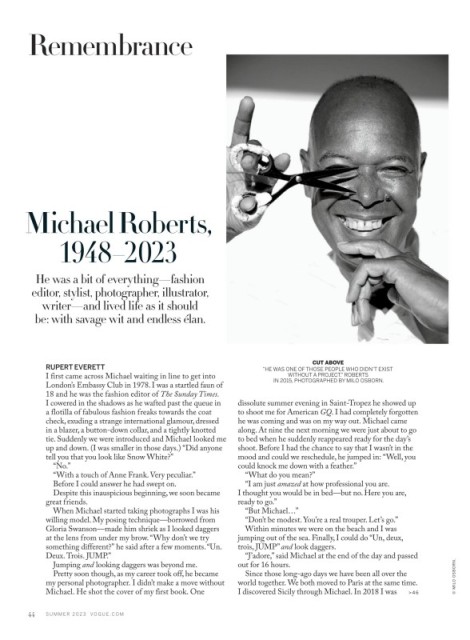 Remembrance
Michael Roberts,
1948–2023
He was a bit of everything—fashion
editor, stylist, photographer, illustrator,
writer—and lived life as it should
be: with savage wit and endless élan.
CUT ABOVE
“HE WAS ONE OF THOSE PEOPLE WHO DIDN’T EXIST
WITHOUT A PROJECT.” ROBERTS
IN 2015, PHOTOGRAPHED BY MILO OSBORN.
RUPERT EVERETT
I first came across Michael waiting in line to get into
London’s Embassy Club in 1978. I was a startled faun of
18 and he was the fashion editor of The Sunday Times.
I cowered in the shadows as he wafted past the queue in
a flotilla of fabulous fashion freaks towards the coat
check, exuding a strange international glamour, dressed
in a blazer, a button-down collar, and a tightly knotted
tie. Suddenly we were introduced and Michael looked me
up and down. (I was smaller in those days.) “Did anyone
tell you that you look like Snow White?”
“No.”
“With a touch of Anne Frank. Very peculiar.”
Before I could answer he had swept on.
Despite this inauspicious beginning, we soon became
great friends.
When Michael started taking photographs I was his
willing model. My posing technique—borrowed from
Gloria Swanson—made him shriek as I looked daggers
at the lens from under my brow. “Why don’t we try
something different?” he said after a few moments. “Un.
Deux. Trois. JUMP.”
Jumping and looking daggers was beyond me.
Pretty soon though, as my career took off, he became
my personal photographer. I didn’t make a move without
Michael. He shot the cover of my first book. One
dissolute summer evening in Saint-Tropez he showed up
to shoot me for American GQ. I had completely forgotten
he was coming and was on my way out. Michael came
along. At nine the next morning we were just about to go
to bed when he suddenly reappeared ready for the day’s
shoot. Before I had the chance to say that I wasn’t in the
mood and could we reschedule, he jumped in: “Well, you
could knock me down with a feather.”
“What do you mean?”
“I am just amazed at how professional you are.
I thought you would be in bed—but no. Here you are,
ready to go.”
“But Michael…”
“Don’t be modest. You’re a real trouper. Let’s go.”
Within minutes we were on the beach and I was
jumping out of the sea. Finally, I could do “Un, deux,
trois, JUMP” and look daggers.
“J’adore,” said Michael at the end of the day and passed
out for 16 hours.
Since those long-ago days we have been all over the
world together. We both moved to Paris at the same time.
I discovered Sicily through Michael. In 2018 I was >46
© MILO OSBORN.
44 SUMMER 2023 VOGUE.COM